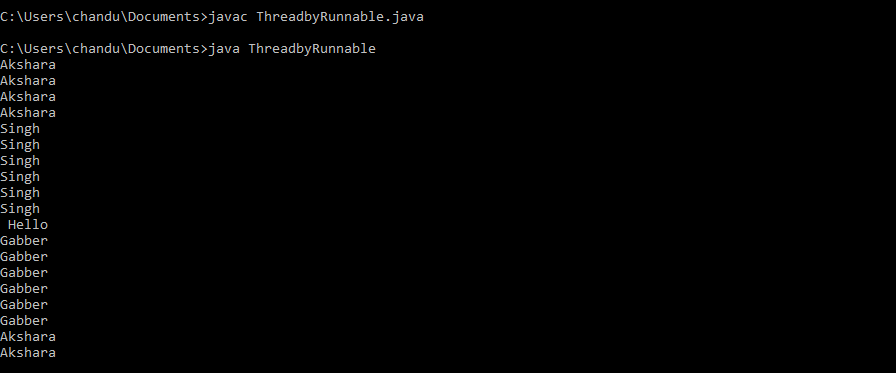 C:\Users\chandu\Documents>javac ThreadbyRunnable.java
C:\Users\chandu\Documents>java ThreadbyRunnable
Akshara
Akshara
Akshara
Akshara
Singh
Singh
Singh
Singh
Singh
Singh
 Hello
Gabber
Gabber
Gabber
Gabber
Gabber
Gabber
Akshara
Akshara